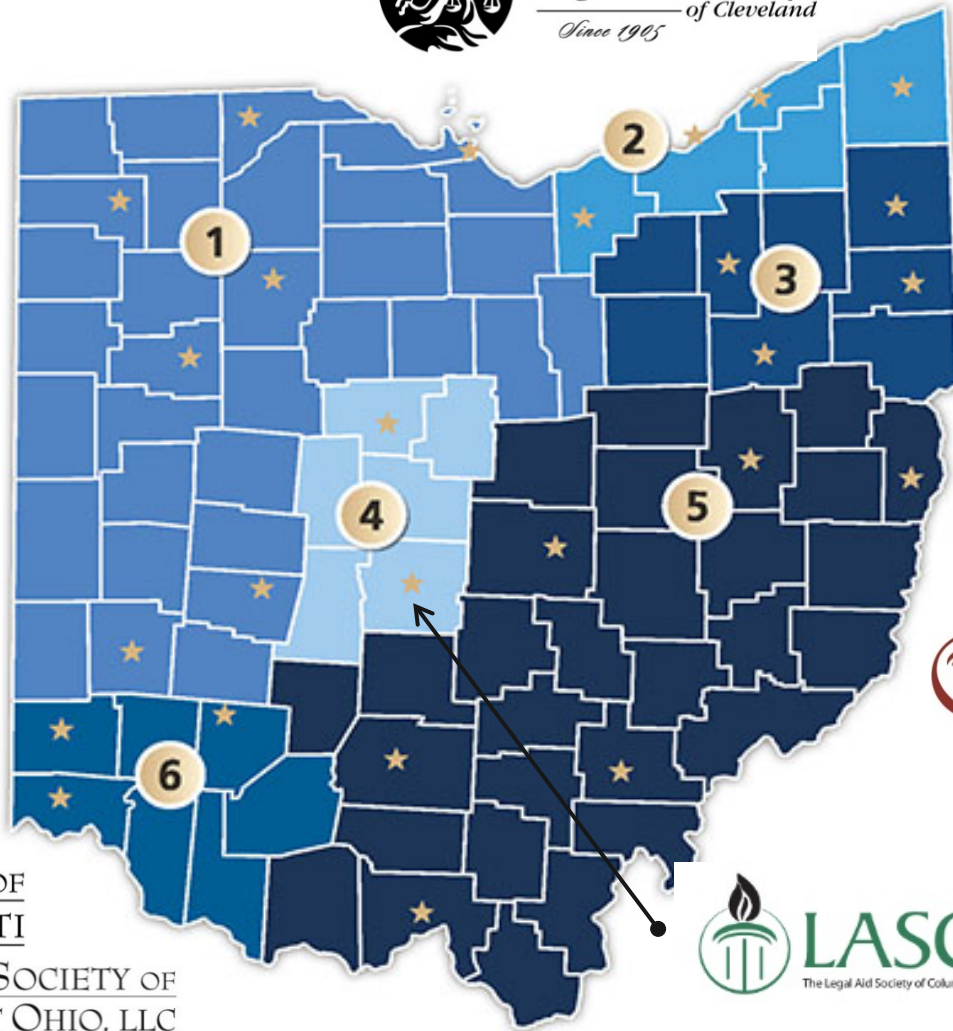 of Cleveland
Since 1905
2
1
3
4
5
6
OF
TI
SOCIETY OF
OHIO, LLC
LASC
The Legal Aid Society of Colu